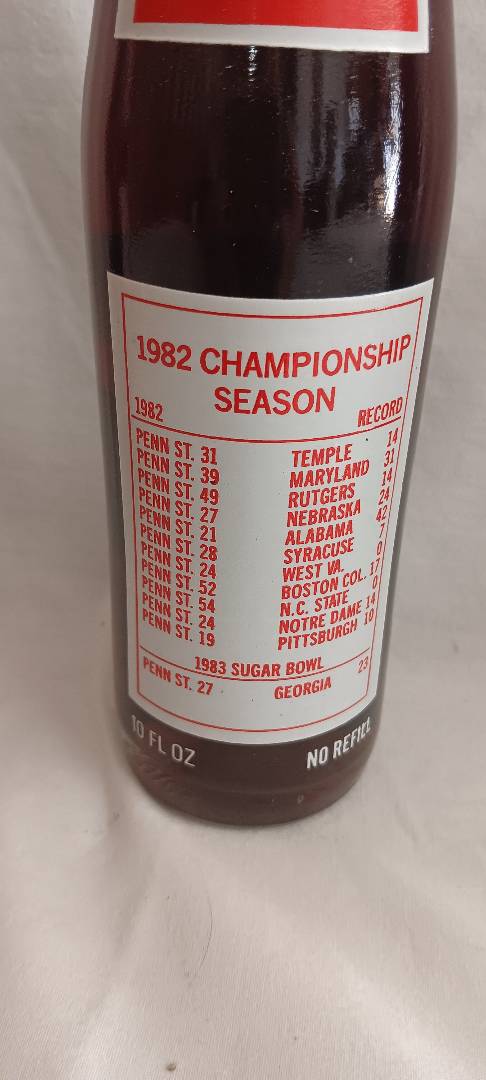 1982 CHAMPIONSHIP
SEASON
1982 RECORD
PENN ST. 31 TEMPLE 14
PENN ST. 39 MARYLAND 31
PENN ST. 49 RUTGERS 14
PENN ST. 27 NEBRASKA 24
PENN ST. 21 ALABAMA 42
PENN ST. 28 SYRACUSE 7
PENN ST. 24 WEST VA. 0
PENN ST. 52 BOSTON COL. 17
PENN ST. 54 N.C. STATE 0
PENN ST. 24 NOTRE DAME 14
PENN ST. 19 PITTSBURGH 10
1983 SUGAR BOWL
PENN ST. 27 GEORGIA 23
10 FL OZ NO REFILL